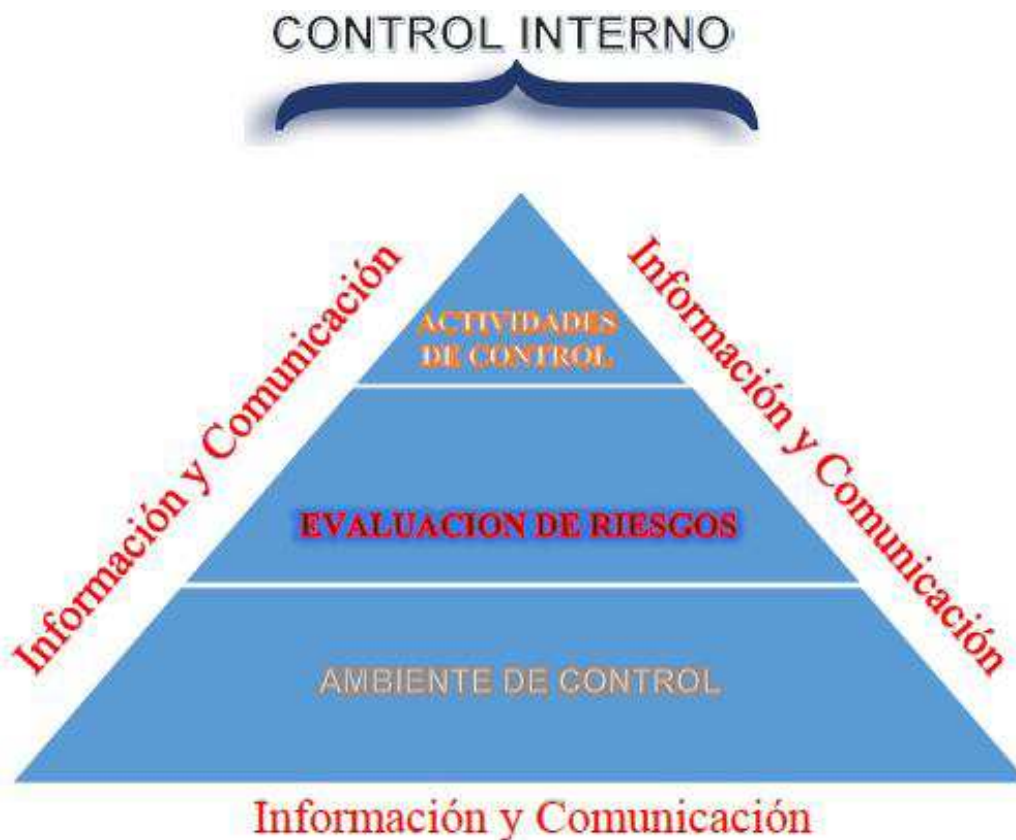 CONTROL INTERNO
Información y Comunicación
Información y Comunicación
ACTIVIDADES
DE CONTROL
EVALUACION DE RIESGOS
AMBIENTE DE CONTROL
Información y Comunicación